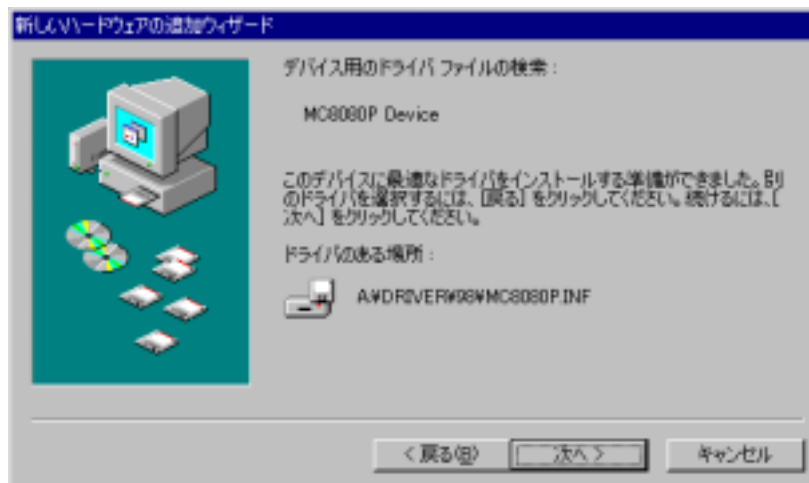 新しいハードウェアの追加ウィザード
デバイス用のドライバ ファイルの検索 :
MC8080P Device
このデバイスに最適なドライバをインストールする準備ができました。別
のドライバを選択するには、[戻る] をクリックしてください。続けるには、[
次へ] をクリックしてください。
ドライバのある場所 :
A¥DRIVER¥98¥MC8080P.INF
< 戻る(B)
次へ >
キャンセル